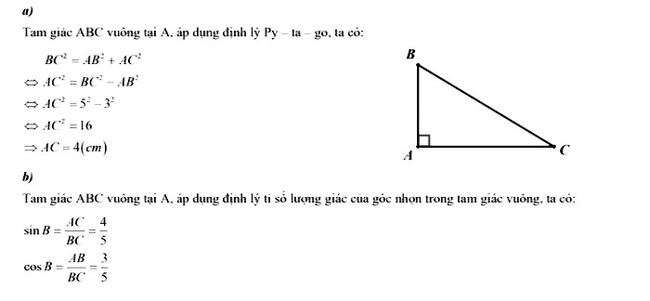 a)
Tam giác ABC vuông tại A, áp dụng định lý Py – ta – go, ta có:
BC² = AB² + AC²
⇔ AC² = BC² − AB²
⇔ AC² = 5² − 3²
⇔ AC² = 16
⇒ AC = 4(cm)
B
A
C
b)
Tam giác ABC vuông tại A, áp dụng định lý tỉ số lượng giác của góc nhọn trong tam giác vuông, ta có:
sin B = AC/BC = 4/5
cos B = AB/BC = 3/5